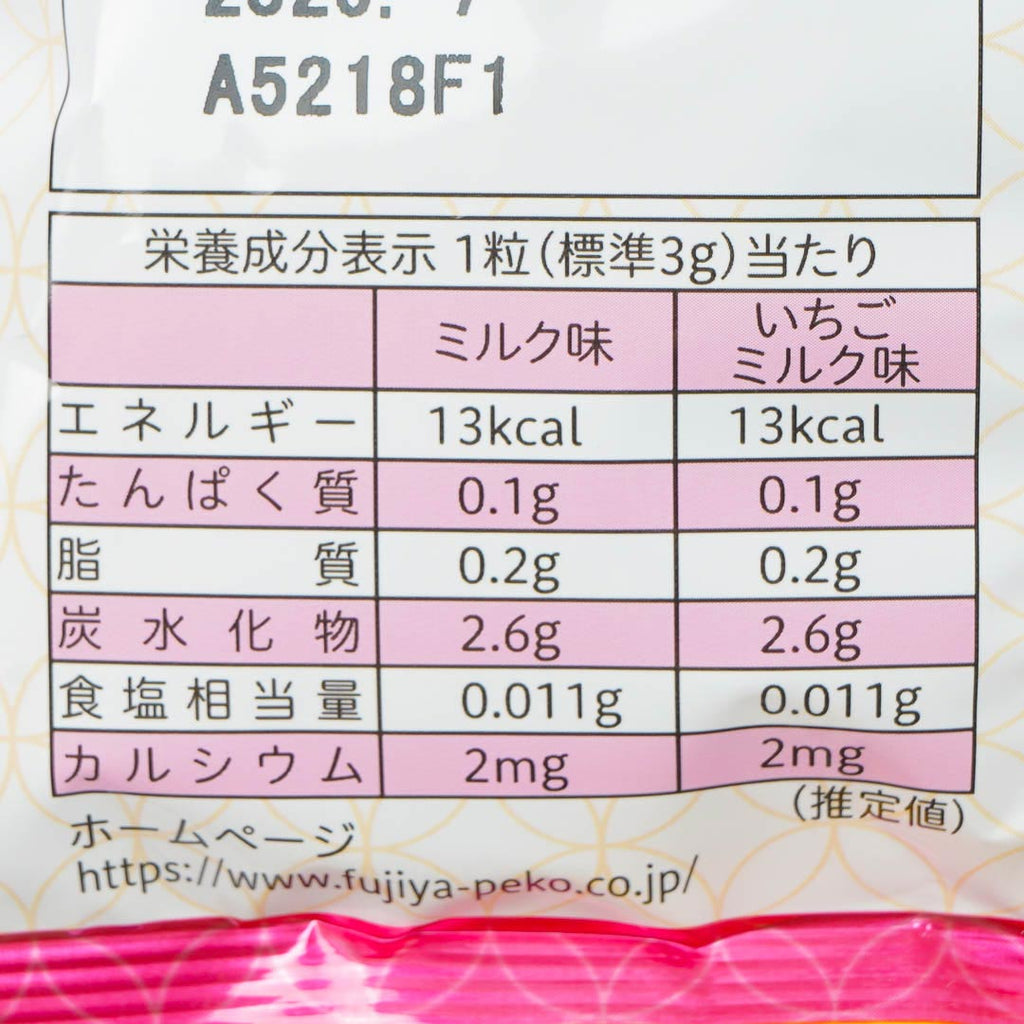 A5218F1
栄養成分表示 1粒(標準3g)当たり
ミルク味 いちごミルク味
エネルギー 13kcal 13kcal
たんぱく質 0.1g 0.1g
脂質 0.2g 0.2g
炭水化物 2.6g 2.6g
食塩相当量 0.011g 0.011g
カルシウム 2mg 2mg
(推定値)
ホームページ
https://www.fujiya-peko.co.jp/